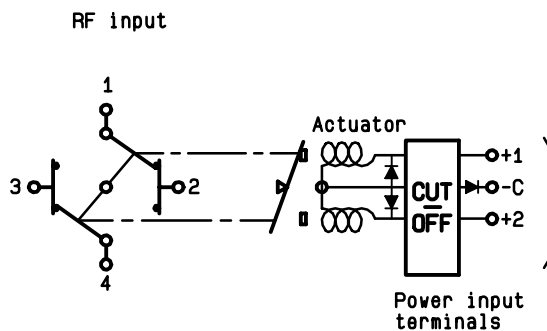 RF input
1
Actuator
+1
3
2
CUT
-C
OFF
+2
4
Power input
terminals